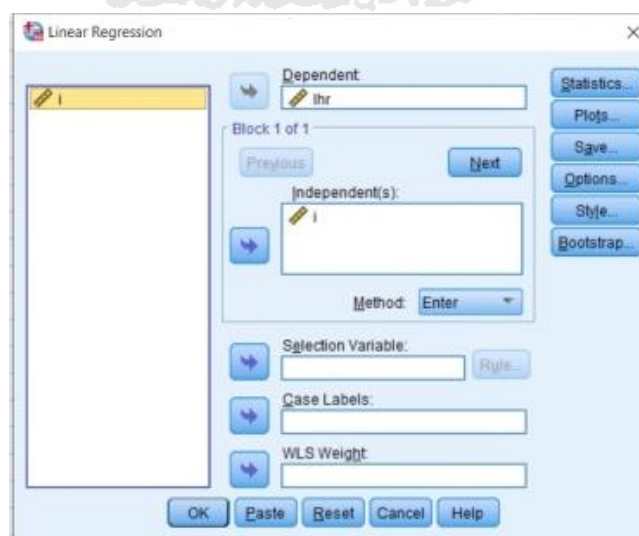 Linear Regression
i
Dependent:
lhr
Block 1 of 1
Previous
Next
Independent(s):
i
Method:
Enter
Selection Variable:
Rule...
Case Labels:
WLS Weight:
OK
Paste
Reset
Cancel
Help
Statistics...
Plots...
Save...
Options...
Style...
Bootstrap...